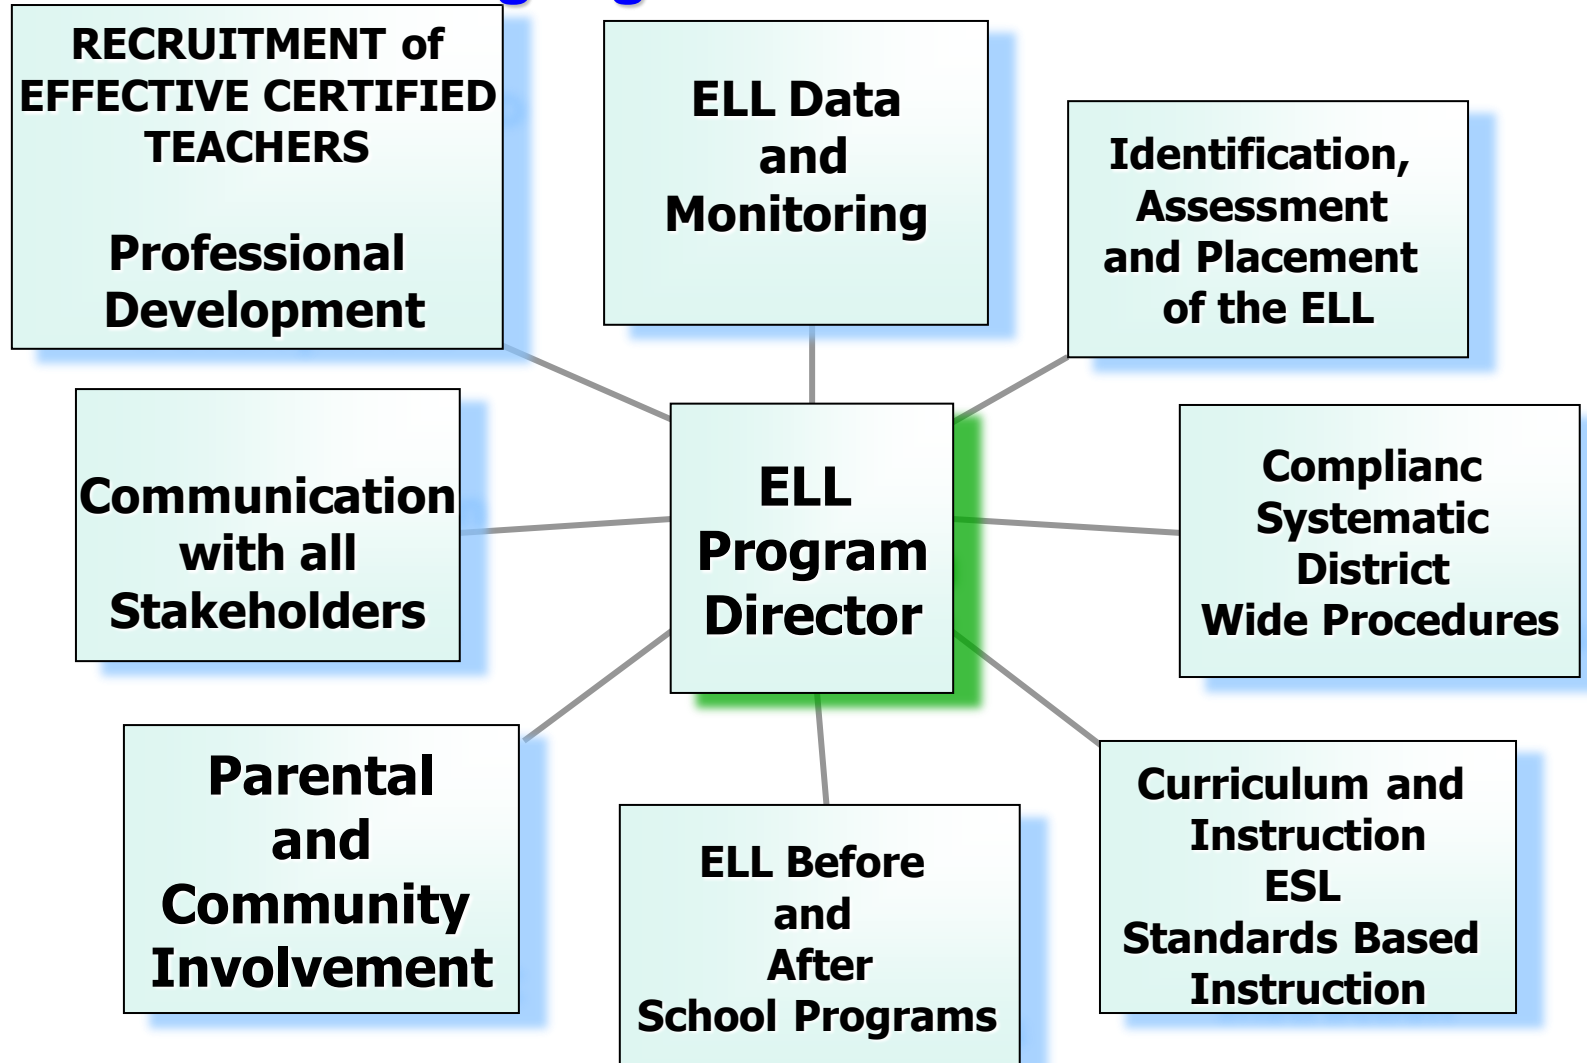 RECRUITMENT of
EFFECTIVE CERTIFIED
TEACHERS
Professional
Development
ELL Data
and
Monitoring
Identification,
Assessment
and Placement
of the ELL
Communication
with all
Stakeholders
ELL
Program
Director
Complianc
Systematic
District
Wide Procedures
Parental
and
Community
Involvement
ELL Before
and
After
School Programs
Curriculum and
Instruction
ESL
Standards Based
Instruction